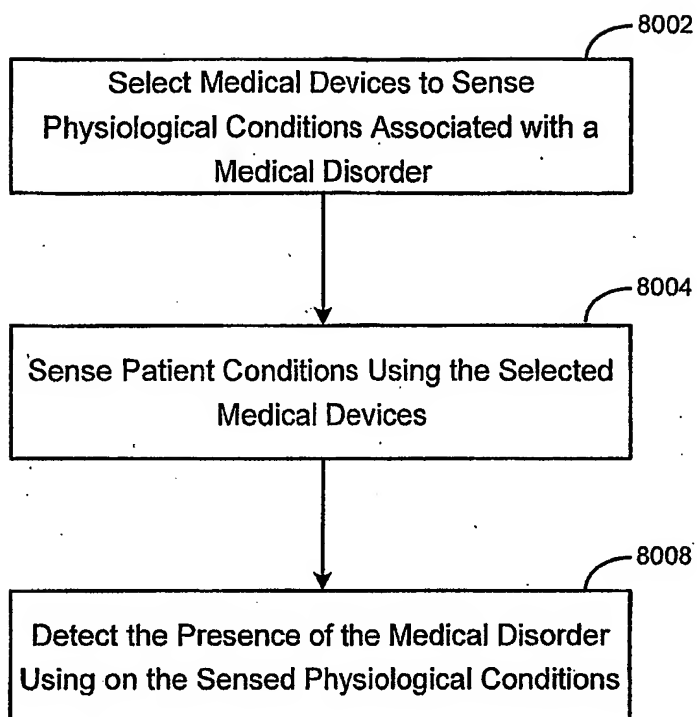 8002
Select Medical Devices to Sense
Physiological Conditions Associated with a
Medical Disorder
8004
Sense Patient Conditions Using the Selected
Medical Devices
8008
Detect the Presence of the Medical Disorder
Using on the Sensed Physiological Conditions